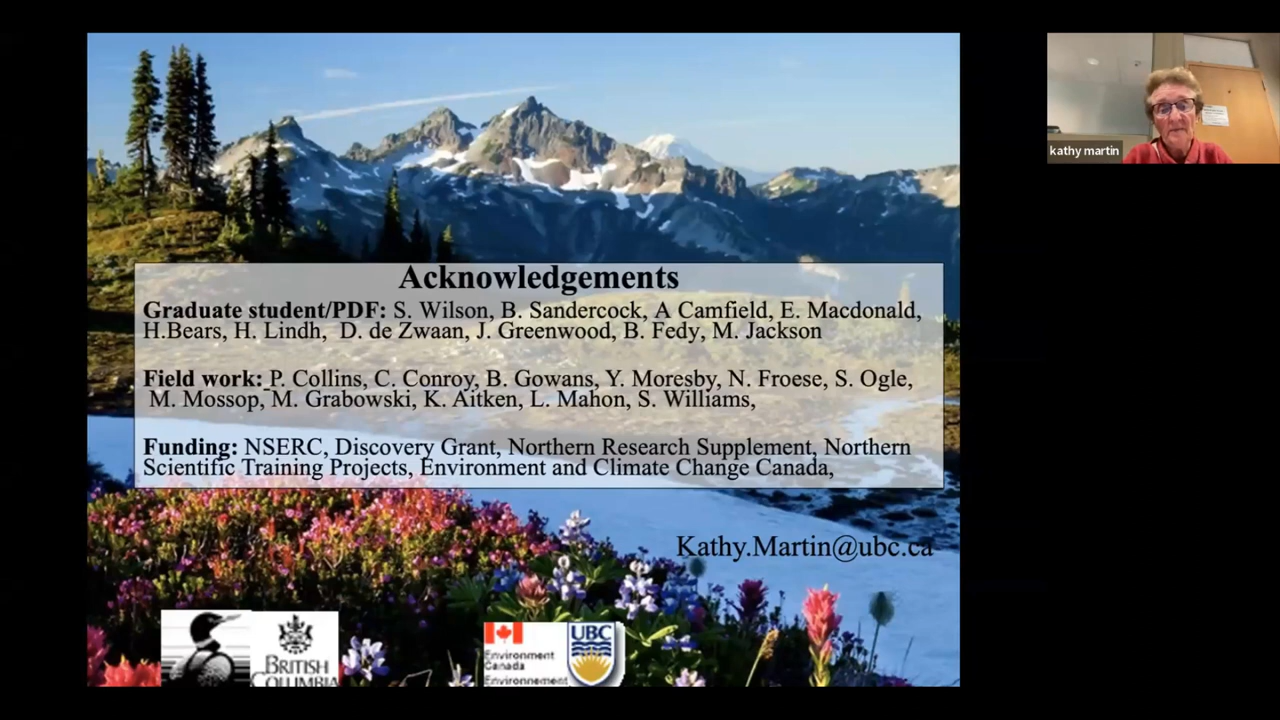 kathy martin
Acknowledgements
Graduate student/PDF: S. Wilson, B. Sandercock, A Camfield, E. Macdonald,
H.Bears, H. Lindh, D. de Zwaan, J. Greenwood, B. Fedy, M. Jackson
Field work: P. Collins, C. Conroy, B. Gowans, Y. Moresby, N. Froese, S. Ogle,
M. Mossop, M. Grabowski, K. Aitken, L. Mahon, S. Williams,
Funding: NSERC, Discovery Grant, Northern Research Supplement, Northern
Scientific Training Projects, Environment and Climate Change Canada,
Kathy.Martin@ubc.ca
BRITISH
COLUMBIA
Environment
Canada
Environnement
UBC